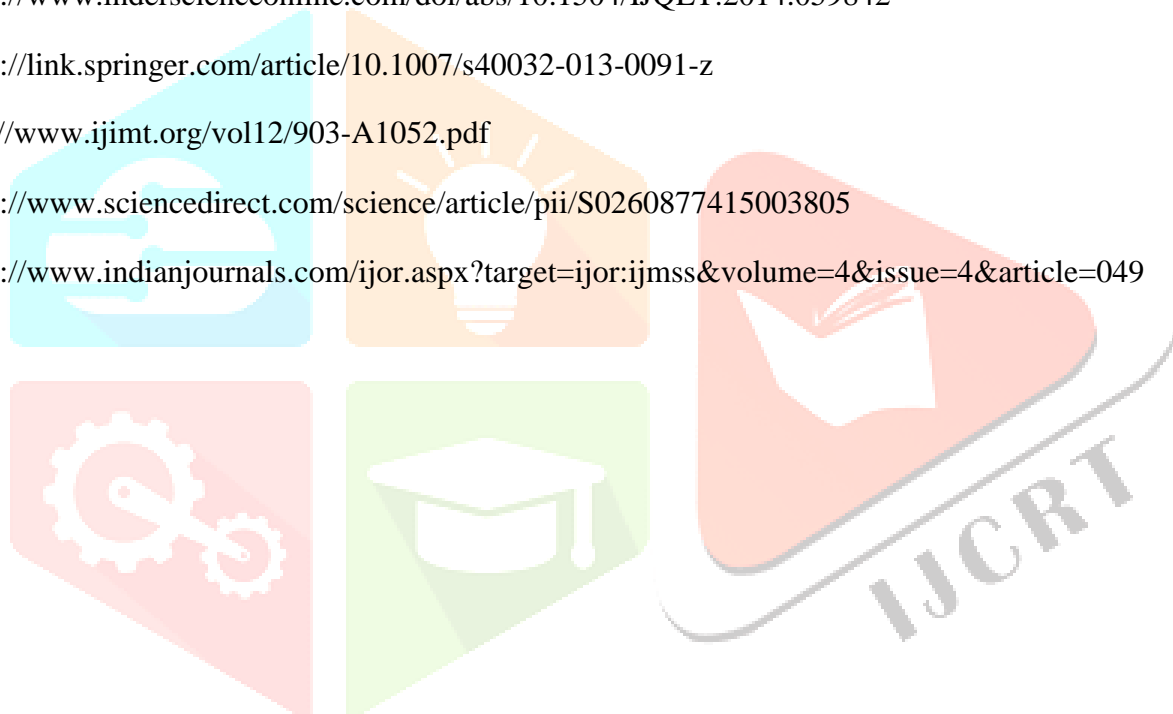 ://link.springer.com/article/10.1007/s40032-013-0091-z
//www.ijimt.org/vol12/903-A1052.pdf
://www.sciencedirect.com/science/article/pii/S0260877415003805
://www.indianjournals.com/ijor.aspx?target=ijor:ijmss&volume=4&issue=4&article=049
IJCRT